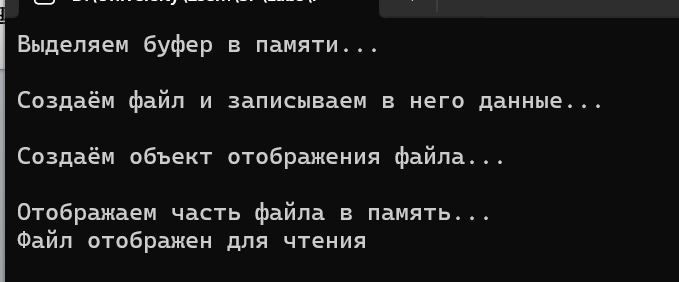 Выделяем буфер в памяти...
Создаём файл и записываем в него данные...
Создаём объект отображения файла...
Отображаем часть файла в память...
Файл отображен для чтения